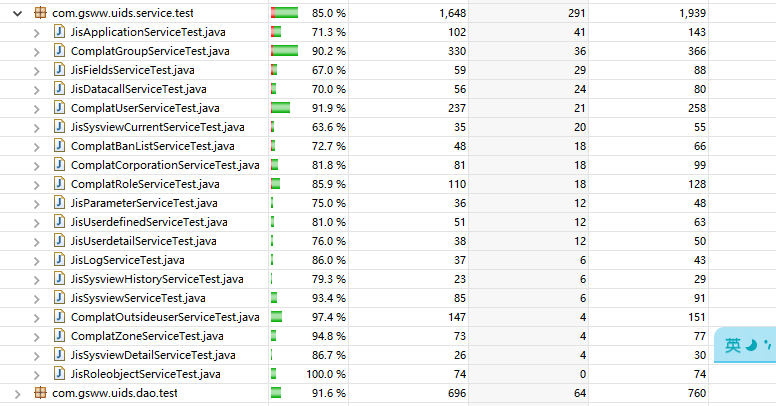 com.gsww.uids.service.test 85.0 % 1,648 291 1,939
JisApplicationServiceTest.java 71.3 % 102 41 143
ComplatGroupServiceTest.java 90.2 % 330 36 366
JisFieldsServiceTest.java 67.0 % 59 29 88
JisDatacallServiceTest.java 70.0 % 56 24 80
ComplatUserServiceTest.java 91.9 % 237 21 258
JisSysviewCurrentServiceTest.java 63.6 % 35 20 55
ComplatBanListServiceTest.java 72.7 % 48 18 66
ComplatCorporationServiceTest.java 81.8 % 81 18 99
ComplatRoleServiceTest.java 85.9 % 110 18 128
JisParameterServiceTest.java 75.0 % 36 12 48
JisUserdefinedServiceTest.java 81.0 % 51 12 63
JisUserdetailServiceTest.java 76.0 % 38 12 50
JisLogServiceTest.java 86.0 % 37 6 43
JisSysviewHistoryServiceTest.java 79.3 % 23 6 29
JisSysviewServiceTest.java 93.4 % 85 6 91
ComplatOutsideuserServiceTest.java 97.4 % 147 4 151
ComplatZoneServiceTest.java 94.8 % 73 4 77
英
JisSysviewDetailServiceTest.java 86.7 % 26 4 30
JisRoleobjectServiceTest.java 100.0 % 74 0 74
com.gsww.uids.dao.test 91.6 % 696 64 760